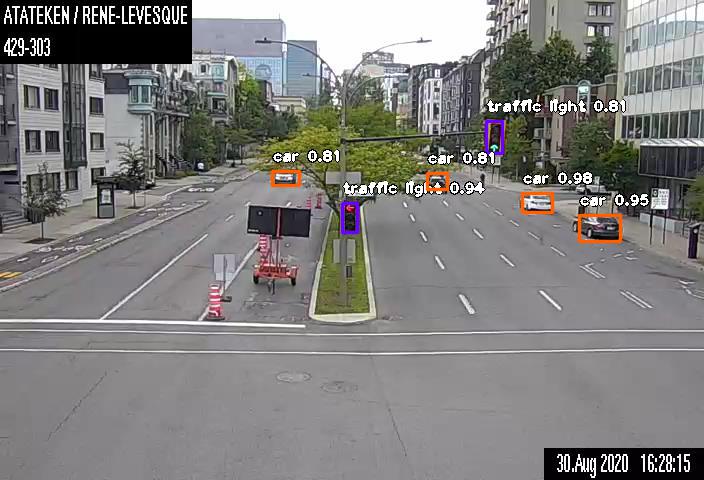 ATATEKEN / RENE-LEVESQUE
429-303
traffic light 0.81
car 0.81
car 0.81
traffic light 0.94
car 0.98
car 0.95
30.Aug 2020 16:28:15